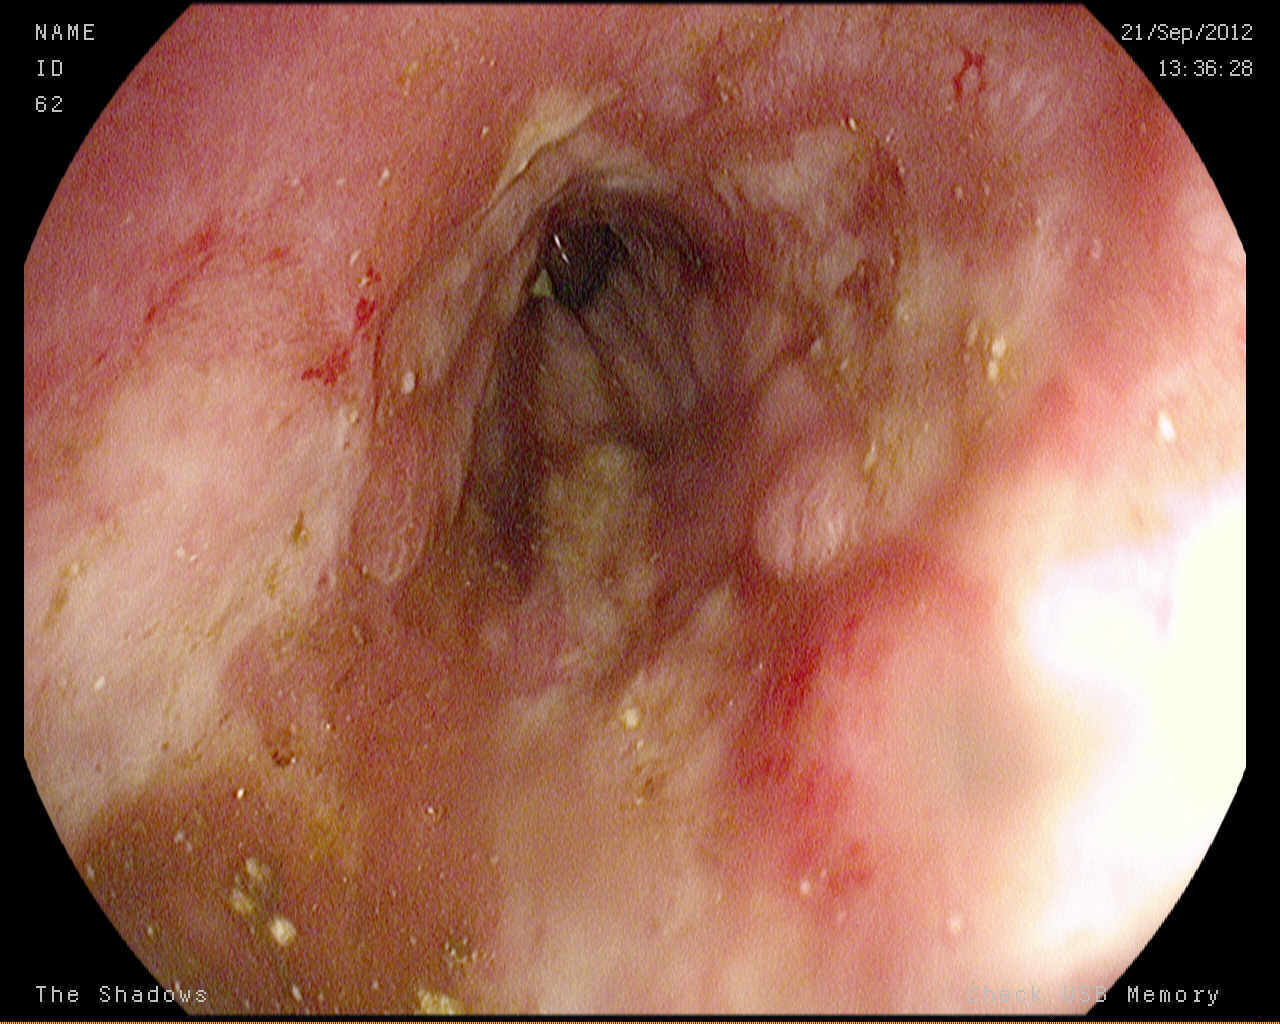 NAME
ID
62
21/Sep/2012
13:36:28
The Shadows
Check USB Memory